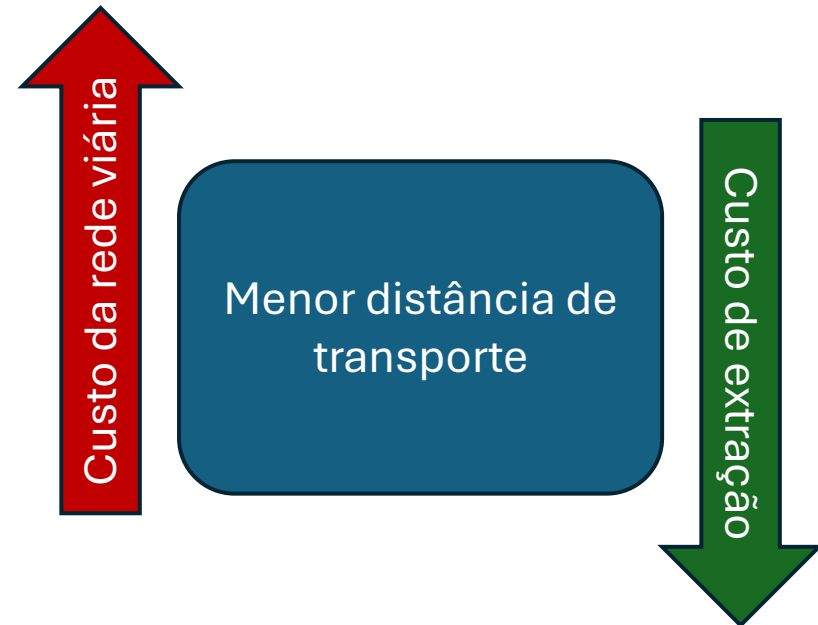 Custo da rede viária
Menor distância de
transporte
Custo de extração